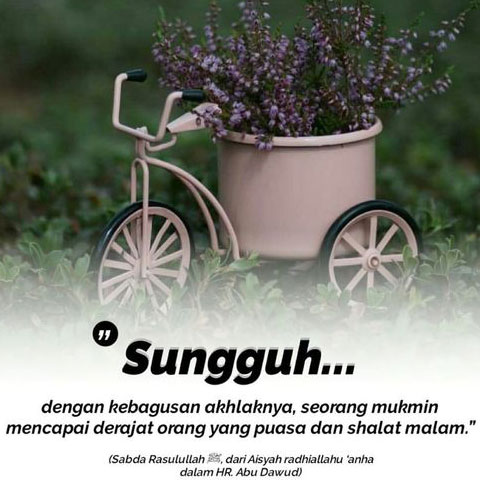 " Sungguh...
dengan kebagusan akhlaknya, seorang mukmin
mencapai derajat orang yang puasa dan shalat malam."
(Sabda Rasulullah ﷺ, dari Aisyah radhiallahu 'anha
dalam HR. Abu Dawud)